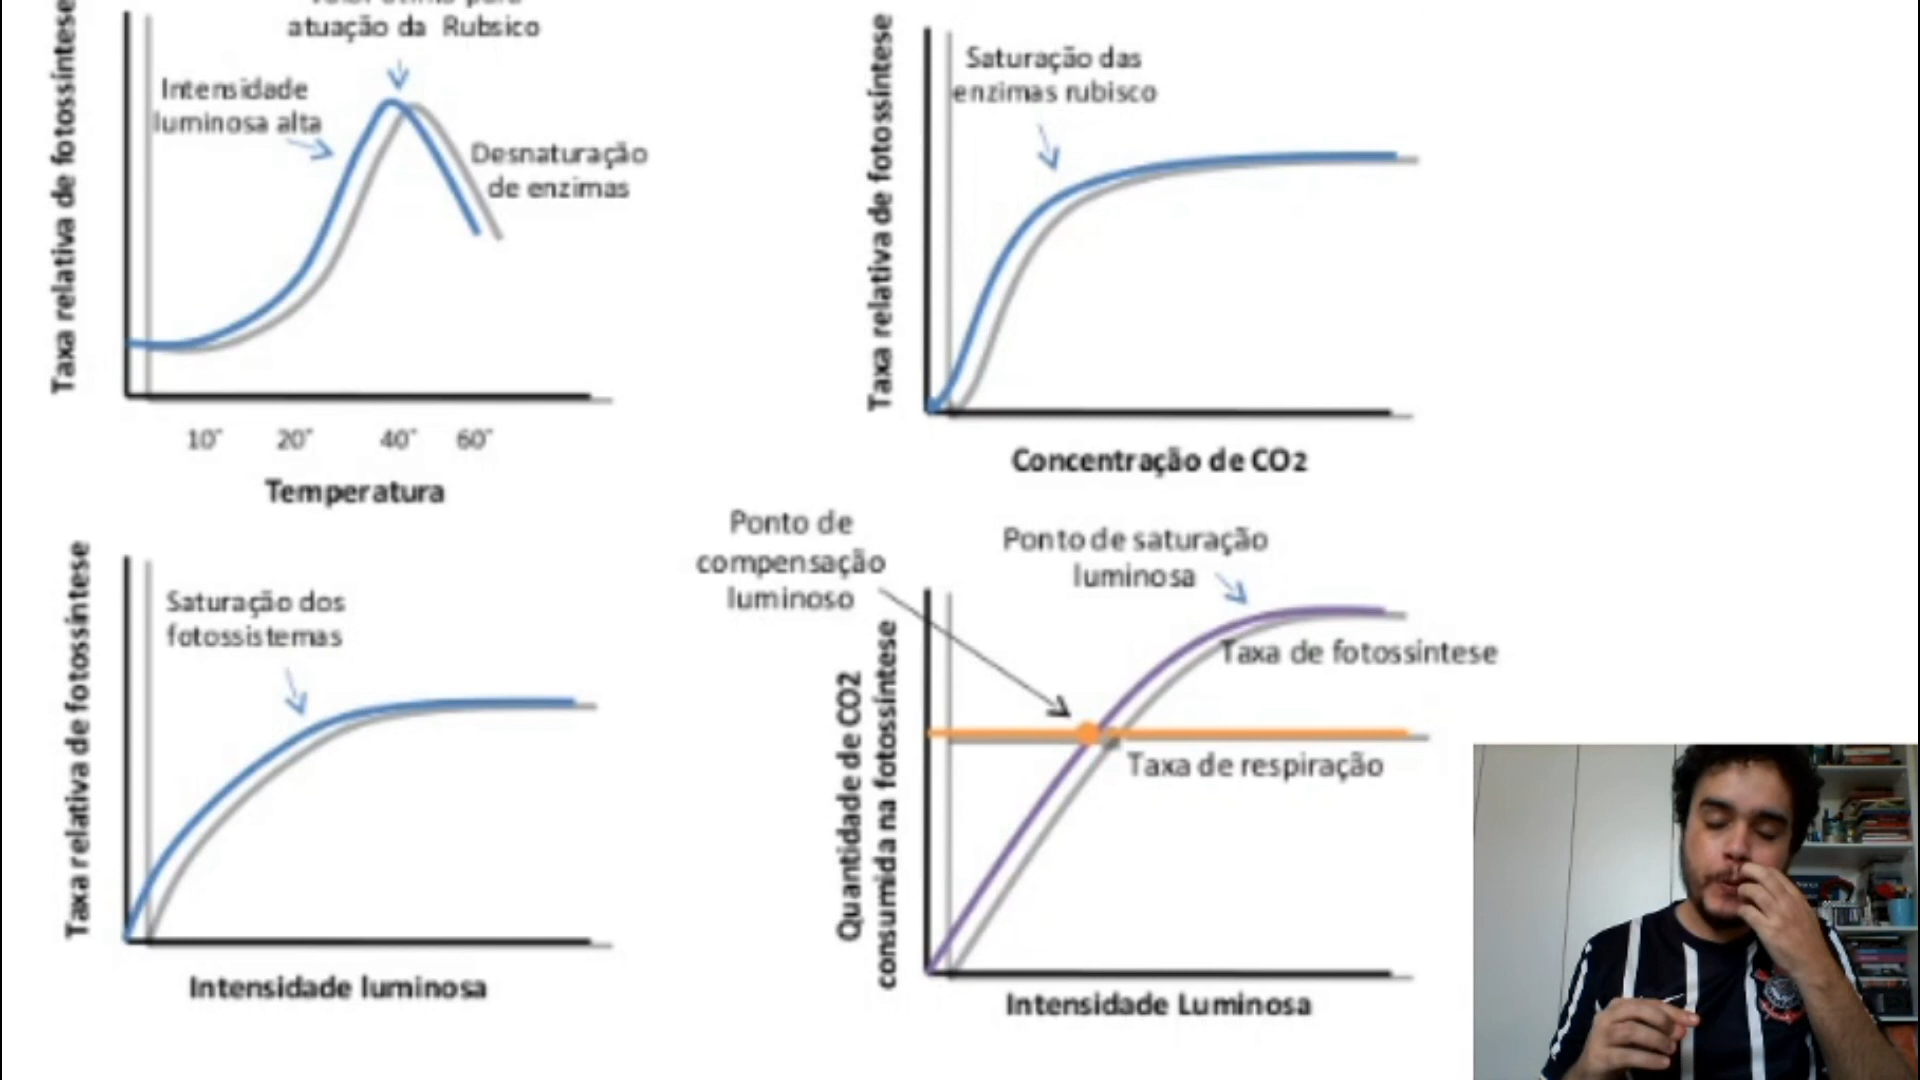 atuação da Rubsico
Intensidade
luminosa alta
Desnaturação
de enzimas
Taxa relativa de fotossíntese
10˜ 20˜ 40˜ 60˜
Temperatura
Saturação das
enzimas rubisco
Taxa relativa de fotossíntese
Concentração de CO2
Saturação dos
fotossistemas
Taxa relativa de fotossíntese
Intensidade luminosa
Ponto de
compensação
luminoso
Ponto de saturação
luminosa
Taxa de fotossíntese
Taxa de respiração
Quantidade de CO2
consumida na fotossíntese
Intensidade Luminosa